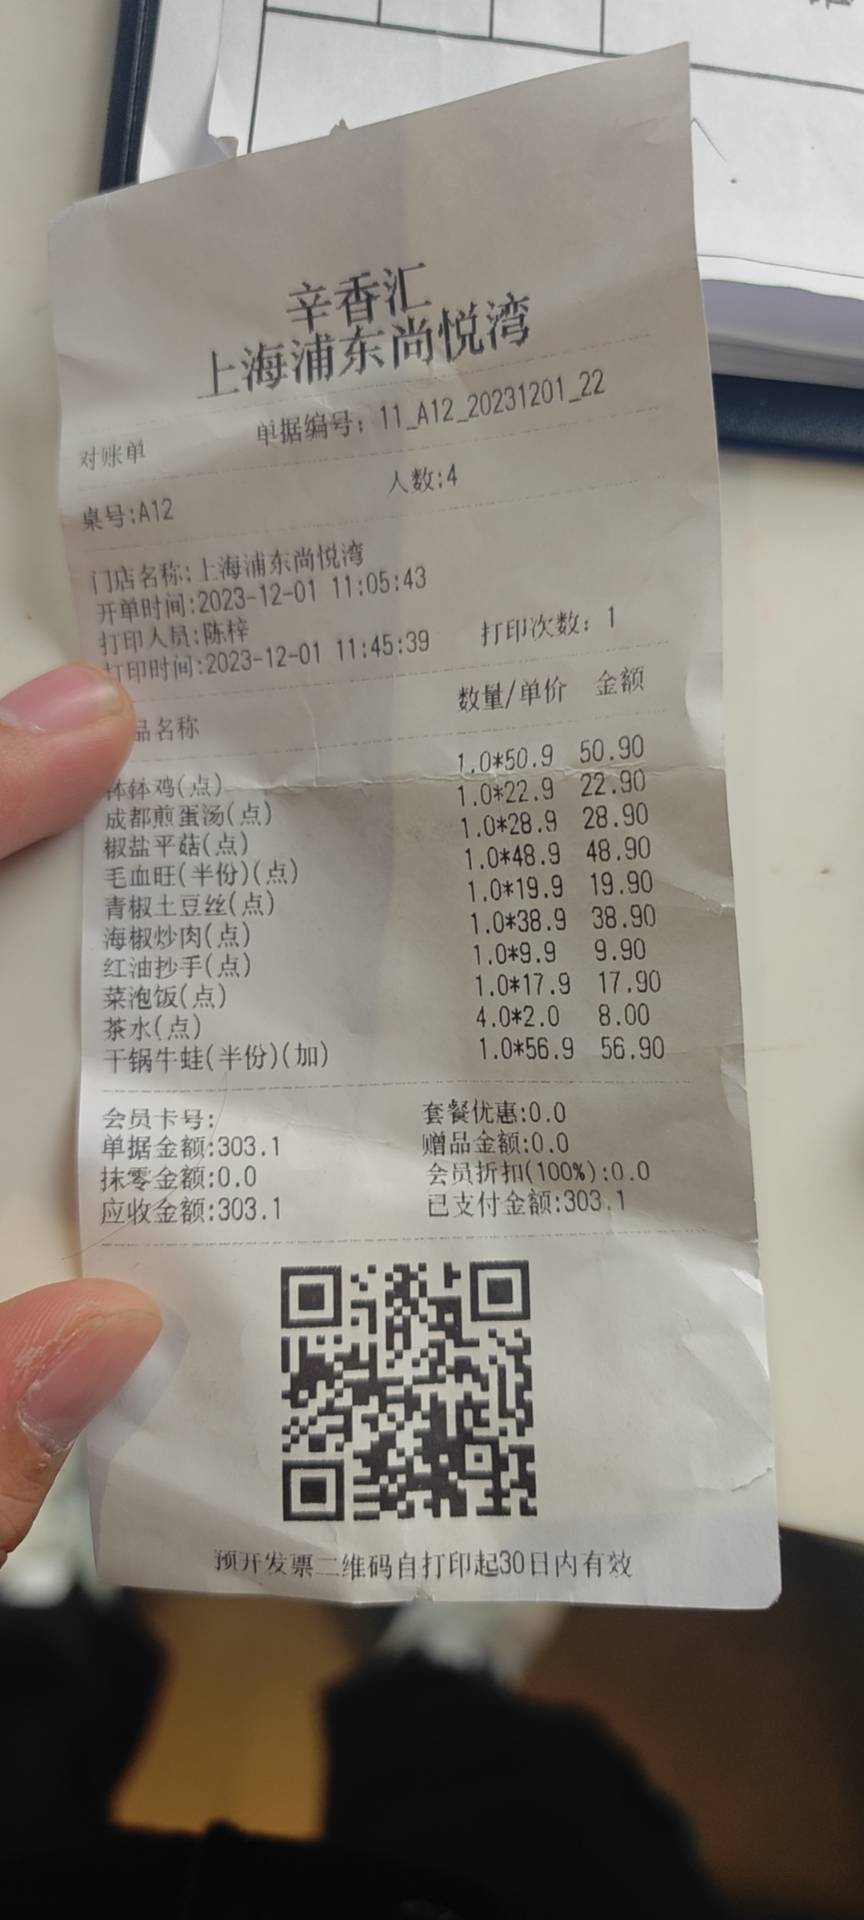 辛香汇
上海浦东尚悦湾
对账单 单据编号：11_A12_20231201_22
桌号:A12 人数:4
门店名称:上海浦东尚悦湾
开单时间:2023-12-01 11:05:43
打印人员:陈梓 打印次数：1
打印时间:2023-12-01 11:45:39
品名称 数量/单价 金额
钵钵鸡(点) 1.0*50.9 50.90
成都煎蛋汤(点) 1.0*22.9 22.90
椒盐平菇(点) 1.0*28.9 28.90
毛血旺(半份)(点) 1.0*48.9 48.90
青椒土豆丝(点) 1.0*19.9 19.90
海椒炒肉(点) 1.0*38.9 38.90
红油抄手(点) 1.0*9.9 9.90
菜泡饭(点) 1.0*17.9 17.90
茶水(点) 4.0*2.0 8.00
干锅牛蛙(半份)(加) 1.0*56.9 56.90
会员卡号: 套餐优惠:0.0
单据金额:303.1 赠品金额:0.0
抹零金额:0.0 会员折扣(100%):0.0
应收金额:303.1 已支付金额:303.1
预开发票二维码自打印起30日内有效